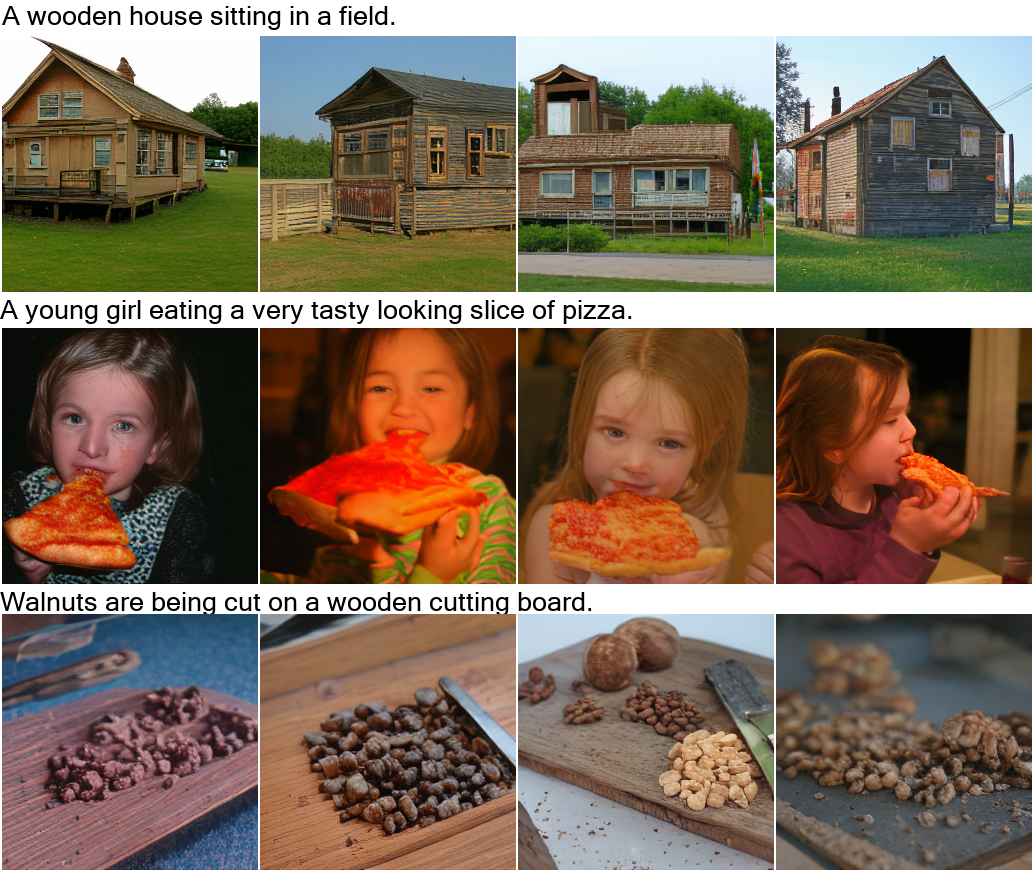 A wooden house sitting in a field.
A young girl eating a very tasty looking slice of pizza.
Walnuts are being cut on a wooden cutting board.